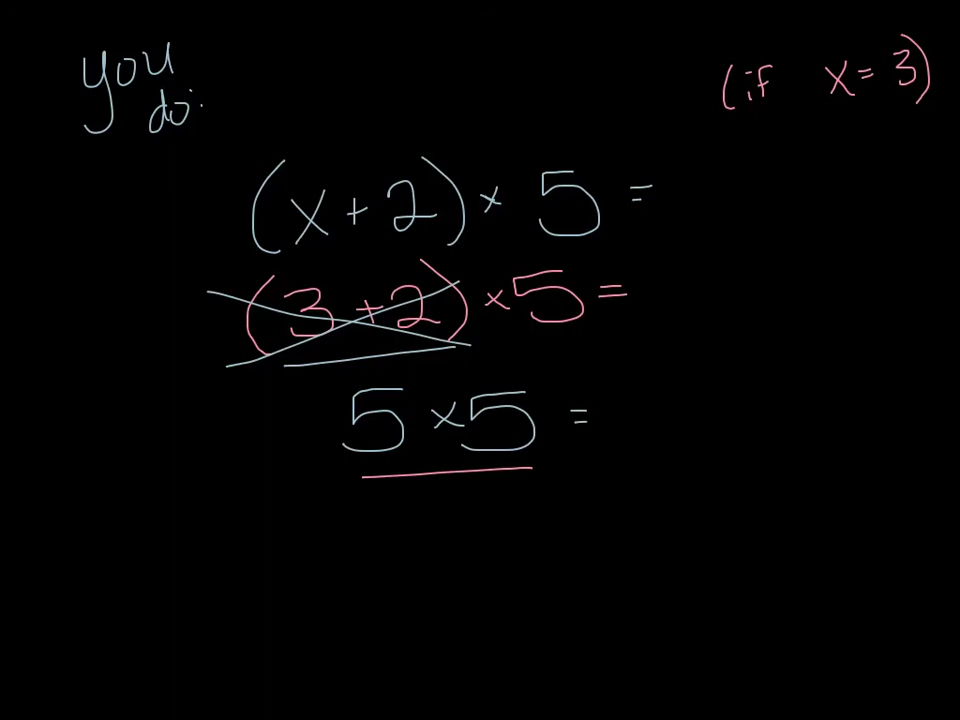 you
do:
(if x = 3)
(x + 2) × 5 =
(3 + 2) × 5 =
5 × 5 =